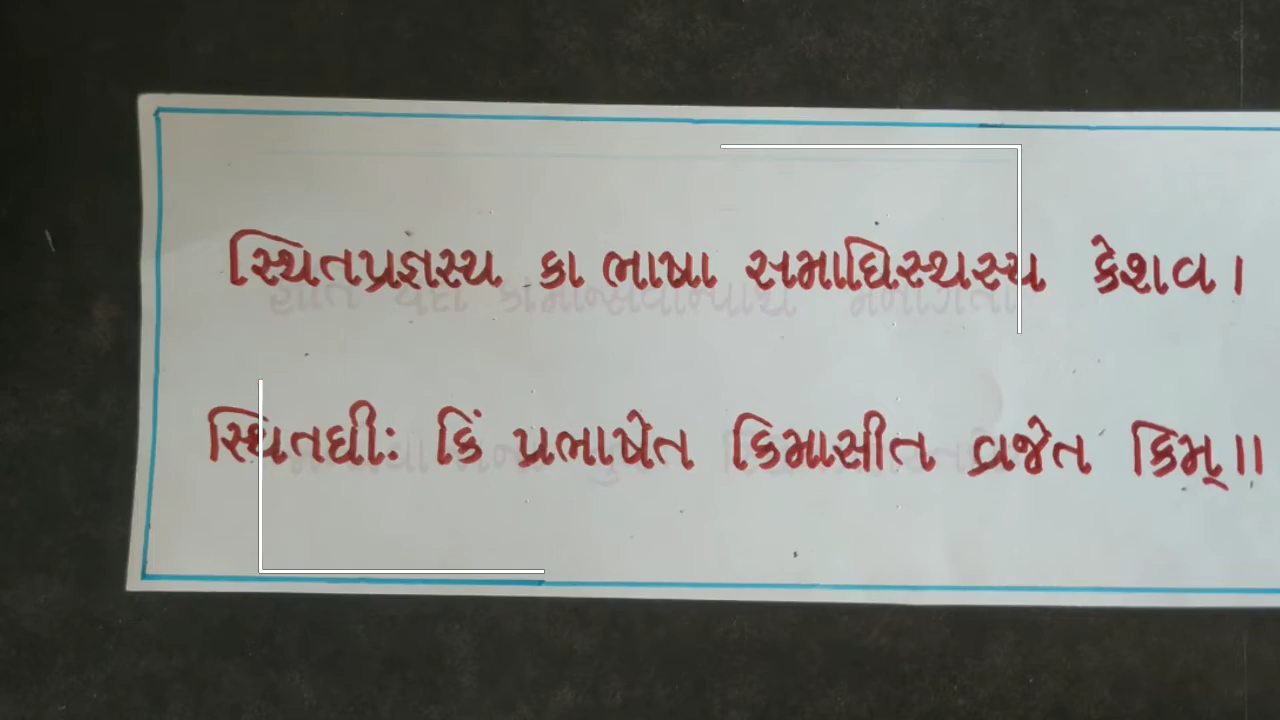 સ્થિતપ્રજ્ઞસ્ય કા ભાષા સમાધિસ્થસ્ય કેશવ।
સ્થિતધીઃ કિં પ્રભાષેત કિમાસીત વ્રજેત કિમ્॥